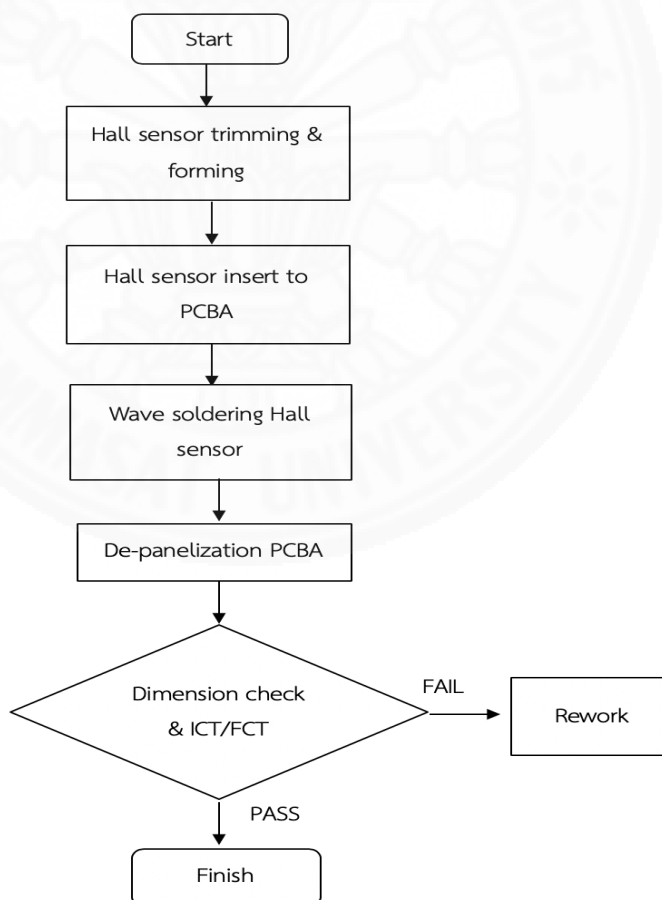 Start
Hall sensor trimming &
forming
Hall sensor insert to
PCBA
Wave soldering Hall
sensor
De-panelization PCBA
Dimension check
& ICT/FCT
FAIL
Rework
PASS
Finish